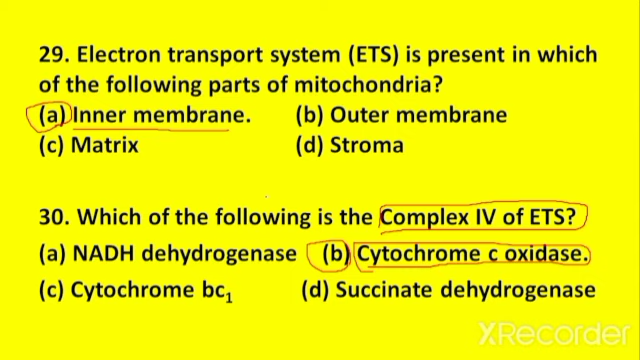 29. Electron transport system (ETS) is present in which
of the following parts of mitochondria?
(a) Inner membrane. (b) Outer membrane
(c) Matrix (d) Stroma
30. Which of the following is the Complex IV of ETS?
(a) NADH dehydrogenase (b) Cytochrome c oxidase.
(c) Cytochrome bc₁ (d) Succinate dehydrogenase
XRecorder